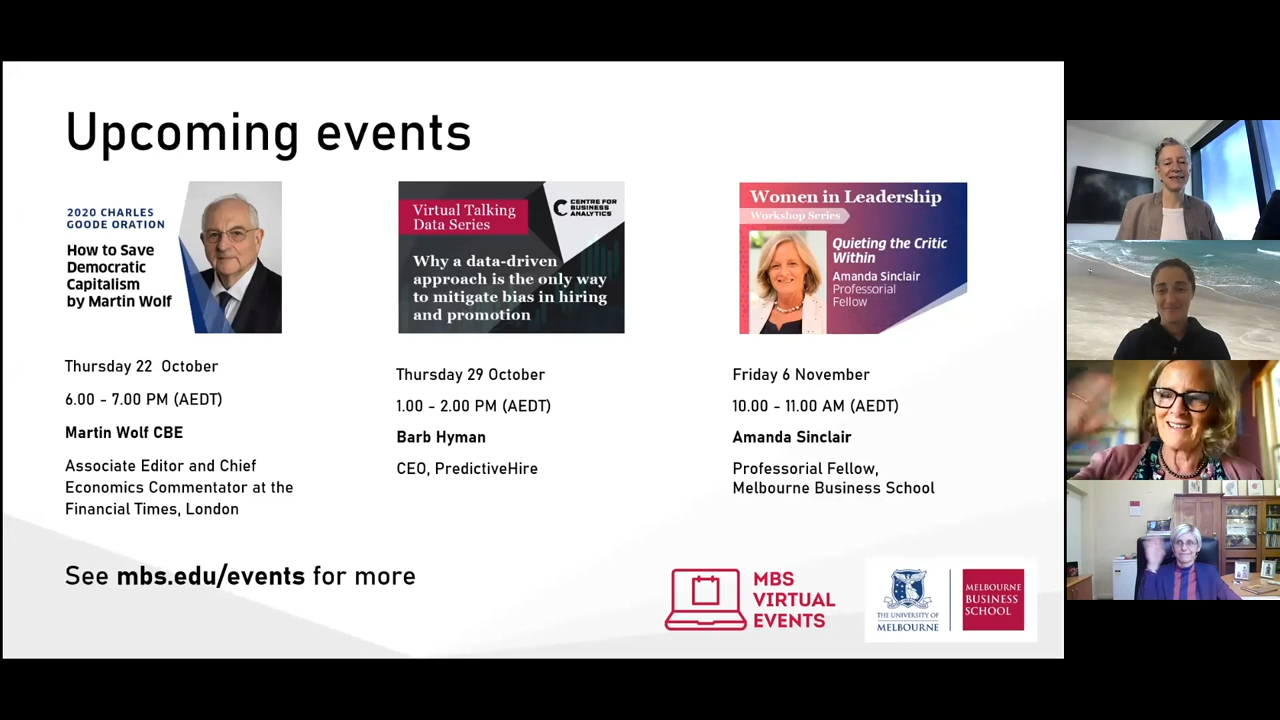 Upcoming events
2020 CHARLES
GOODE ORATION
How to Save
Democratic
Capitalism
by Martin Wolf
Thursday 22 October
6.00 - 7.00 PM (AEDT)
Martin Wolf CBE
Associate Editor and Chief
Economics Commentator at the
Financial Times, London
Virtual Talking
Data Series
CENTRE FOR
BUSINESS
ANALYTICS
Why a data-driven
approach is the only way
to mitigate bias in hiring
and promotion
Thursday 29 October
1.00 - 2.00 PM (AEDT)
Barb Hyman
CEO, PredictiveHire
Women in Leadership
Workshop Series
Quieting the Critic
Within
Amanda Sinclair
Professorial
Fellow
Friday 6 November
10.00 - 11.00 AM (AEDT)
Amanda Sinclair
Professorial Fellow,
Melbourne Business School
See mbs.edu/events for more
MBS
VIRTUAL
EVENTS
THE UNIVERSITY OF
MELBOURNE
MELBOURNE
BUSINESS
SCHOOL